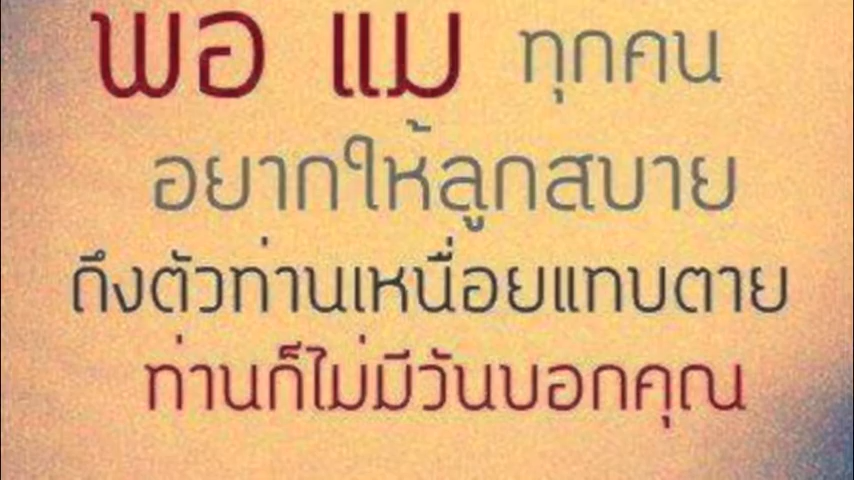 พ่อ แม่ ทุกคน
อยากให้ลูกสบาย
ถึงตัวท่านเหนื่อยแทบตาย
ท่านก็ไม่มีวันบอกคุณ